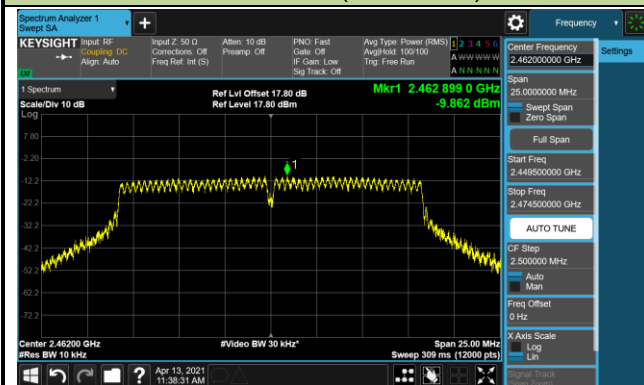 Spectrum Analyzer 1
Swept SA
Frequency
KEYSIGHT
Input: RF
Coupling: DC
Align: Auto
Input Z: 50 Ω
Corrections: Off
Freq Ref: Int (S)
Atten: 10 dB
Preamp: Off
PNO: Fast
Gate: Off
IF Gain: Low
Sig Track: Off
Avg Type: Power (RMS)
Avg|Hold: 100/100
Trig: Free Run
1 2 3 4 5 6
A W W W W W
A N N N N N
LXI
1 Spectrum
Scale/Div 10 dB
Log
Ref Lvl Offset 17.80 dB
Ref Level 17.80 dBm
Mkr1 2.462 899 0 GHz
-9.862 dBm
7.80
-2.20
-12.2
-22.2
-32.2
-42.2
-52.2
-62.2
-72.2
1
Center 2.46200 GHz
#Res BW 10 kHz
#Video BW 30 kHz*
Span 25.00 MHz
Sweep 309 ms (12000 pts)
Apr 13, 2021
11:38:31 AM
Center Frequency
2.462000000 GHz
Settings
Span
25.0000000 MHz
Swept Span
Zero Span
Full Span
Start Freq
2.449500000 GHz
Stop Freq
2.474500000 GHz
AUTO TUNE
CF Step
2.500000 MHz
Auto
Man
Freq Offset
0 Hz
X Axis Scale
Log
Lin
Signal Track